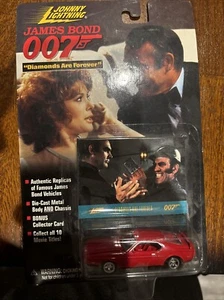 JOHNNY
LIGHTNING
JAMES BOND
007
"Diamonds Are Forever"
• Authentic Replicas
of Famous James
Bond Vehicles
• Die-Cast Metal
Body AND Chassis
• BONUS
Collector Card
• Collect all 10
Movie Titles!
007
WARNING